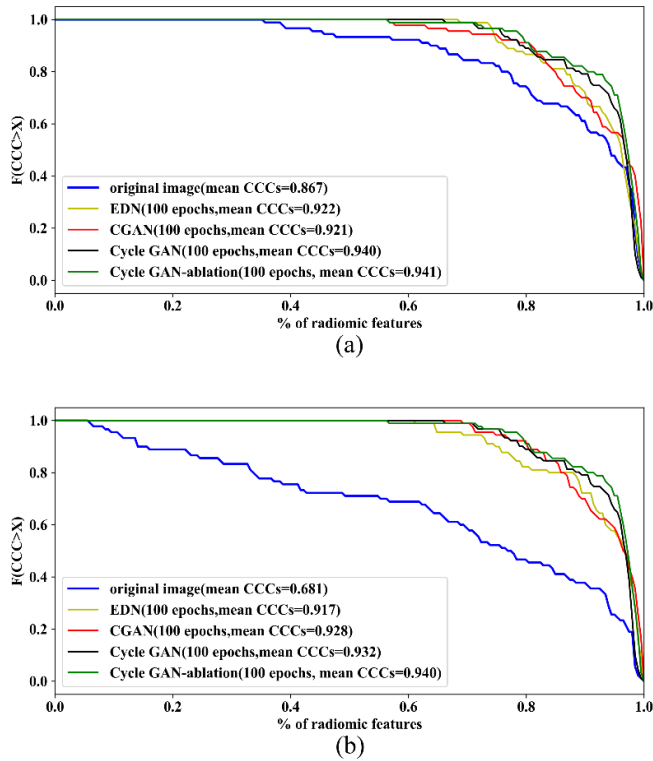 1.0
0.8
0.6
0.4
0.2
0.0
F(CCC>X)
original image(mean CCCs=0.867)
EDN(100 epochs,mean CCCs=0.922)
CGAN(100 epochs,mean CCCs=0.921)
Cycle GAN(100 epochs,mean CCCs=0.940)
Cycle GAN-ablation(100 epochs, mean CCCs=0.941)
0.0 0.2 0.4 0.6 0.8 1.0
% of radiomic features
(a)
1.0
0.8
0.6
0.4
0.2
0.0
F(CCC>X)
original image(mean CCCs=0.681)
EDN(100 epochs,mean CCCs=0.917)
CGAN(100 epochs,mean CCCs=0.928)
Cycle GAN(100 epochs,mean CCCs=0.932)
Cycle GAN-ablation(100 epochs, mean CCCs=0.940)
0.0 0.2 0.4 0.6 0.8 1.0
% of radiomic features
(b)